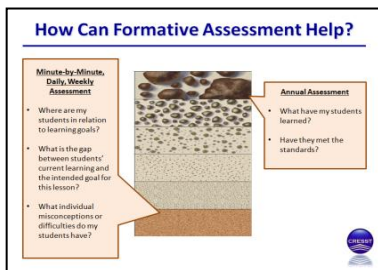 How Can Formative Assessment Help?
Minute-by-Minute,
Daily, Weekly
Assessment
• Where are my
students in relation
to learning goals?
• What is the gap
between students'
current learning and
the intended goal for
this lesson?
• What individual
misconceptions or
difficulties do my
students have?
Annual Assessment
• What have my students
learned?
• Have they met the
standards?
CRESST